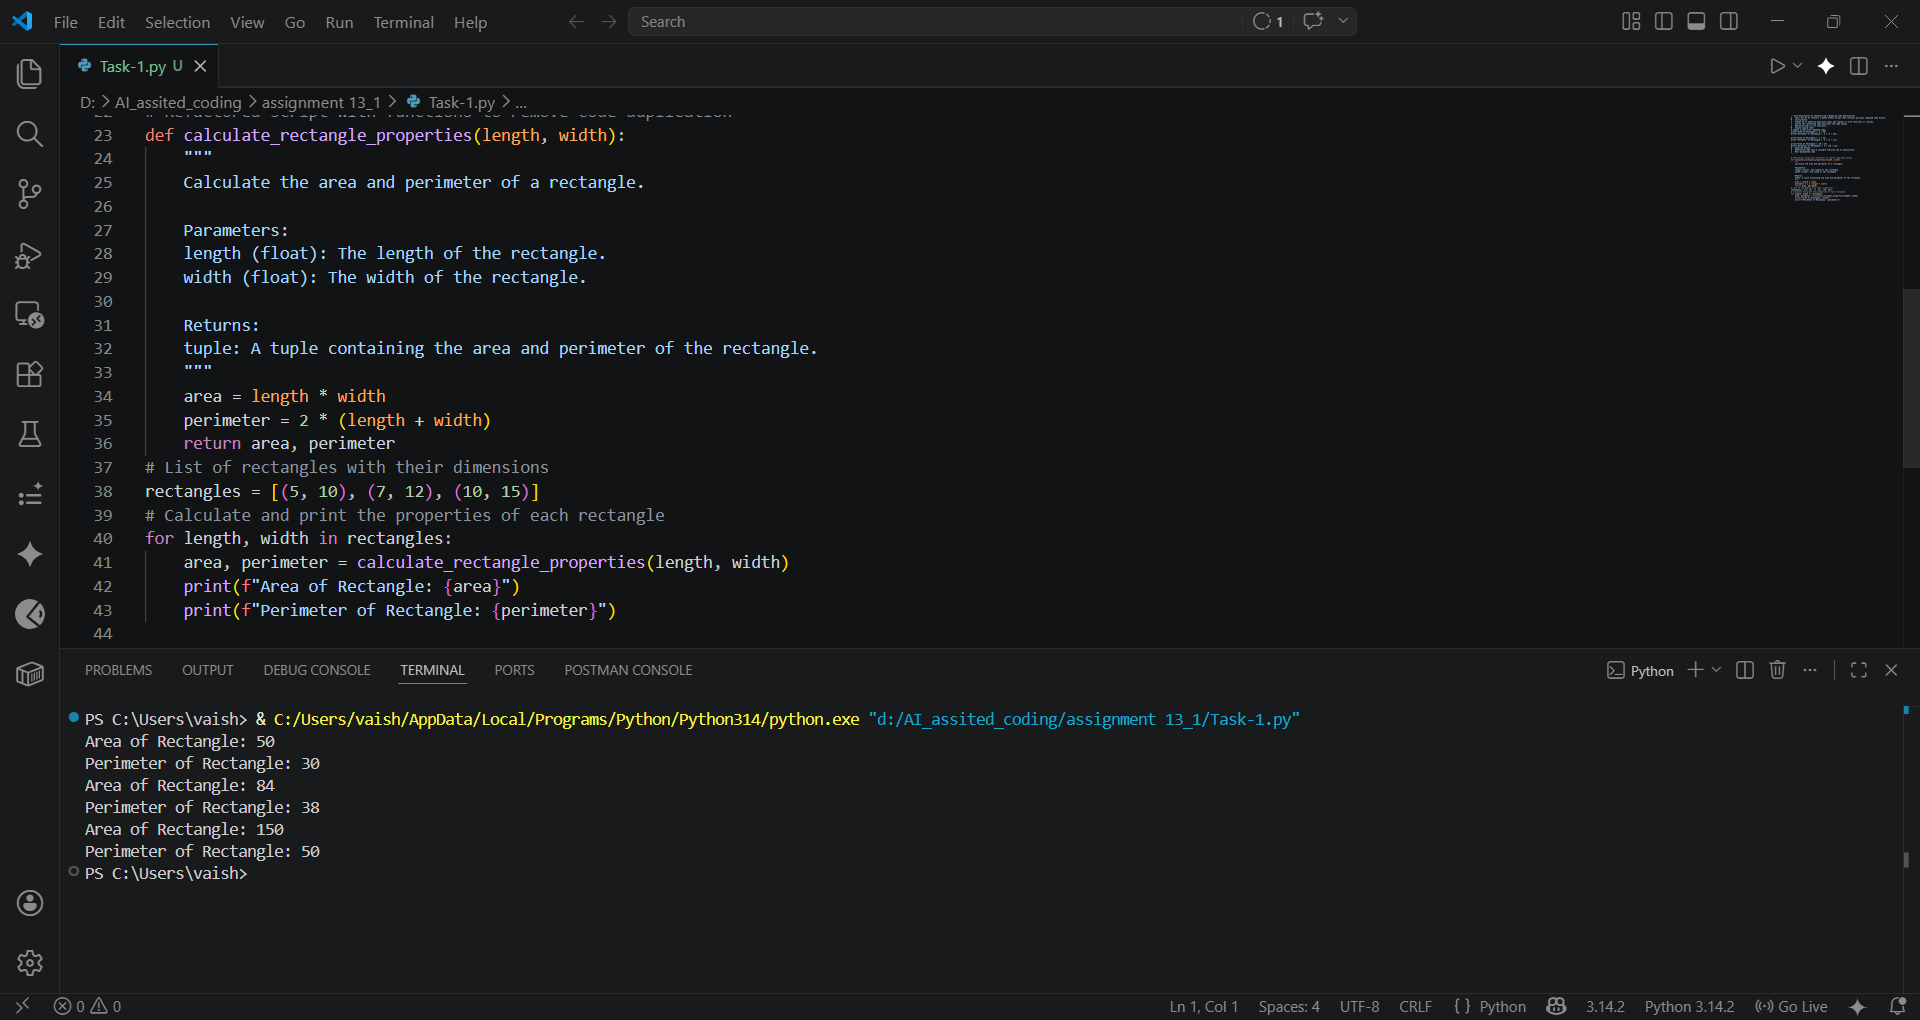 File Edit Selection View Go Run Terminal Help
Search
1
Task-1.py U
D: > AI_assited_coding > assignment 13_1 > Task-1.py > ...
22 # Refactored script with functions to remove code duplication
23 def calculate_rectangle_properties(length, width):
24 """
25 Calculate the area and perimeter of a rectangle.
26
27 Parameters:
28 length (float): The length of the rectangle.
29 width (float): The width of the rectangle.
30
31 Returns:
32 tuple: A tuple containing the area and perimeter of the rectangle.
33 """
34 area = length * width
35 perimeter = 2 * (length + width)
36 return area, perimeter
37 # List of rectangles with their dimensions
38 rectangles = [(5, 10), (7, 12), (10, 15)]
39 # Calculate and print the properties of each rectangle
40 for length, width in rectangles:
41 area, perimeter = calculate_rectangle_properties(length, width)
42 print(f"Area of Rectangle: {area}")
43 print(f"Perimeter of Rectangle: {perimeter}")
44
PROBLEMS OUTPUT DEBUG CONSOLE TERMINAL PORTS POSTMAN CONSOLE
Python
PS C:\Users\vaish> & C:/Users/vaish/AppData/Local/Programs/Python/Python314/python.exe "d:/AI_assited_coding/assignment 13_1/Task-1.py"
Area of Rectangle: 50
Perimeter of Rectangle: 30
Area of Rectangle: 84
Perimeter of Rectangle: 38
Area of Rectangle: 150
Perimeter of Rectangle: 50
PS C:\Users\vaish>
0 0
Ln 1, Col 1 Spaces: 4 UTF-8 CRLF { } Python 3.14.2 Python 3.14.2 Go Live